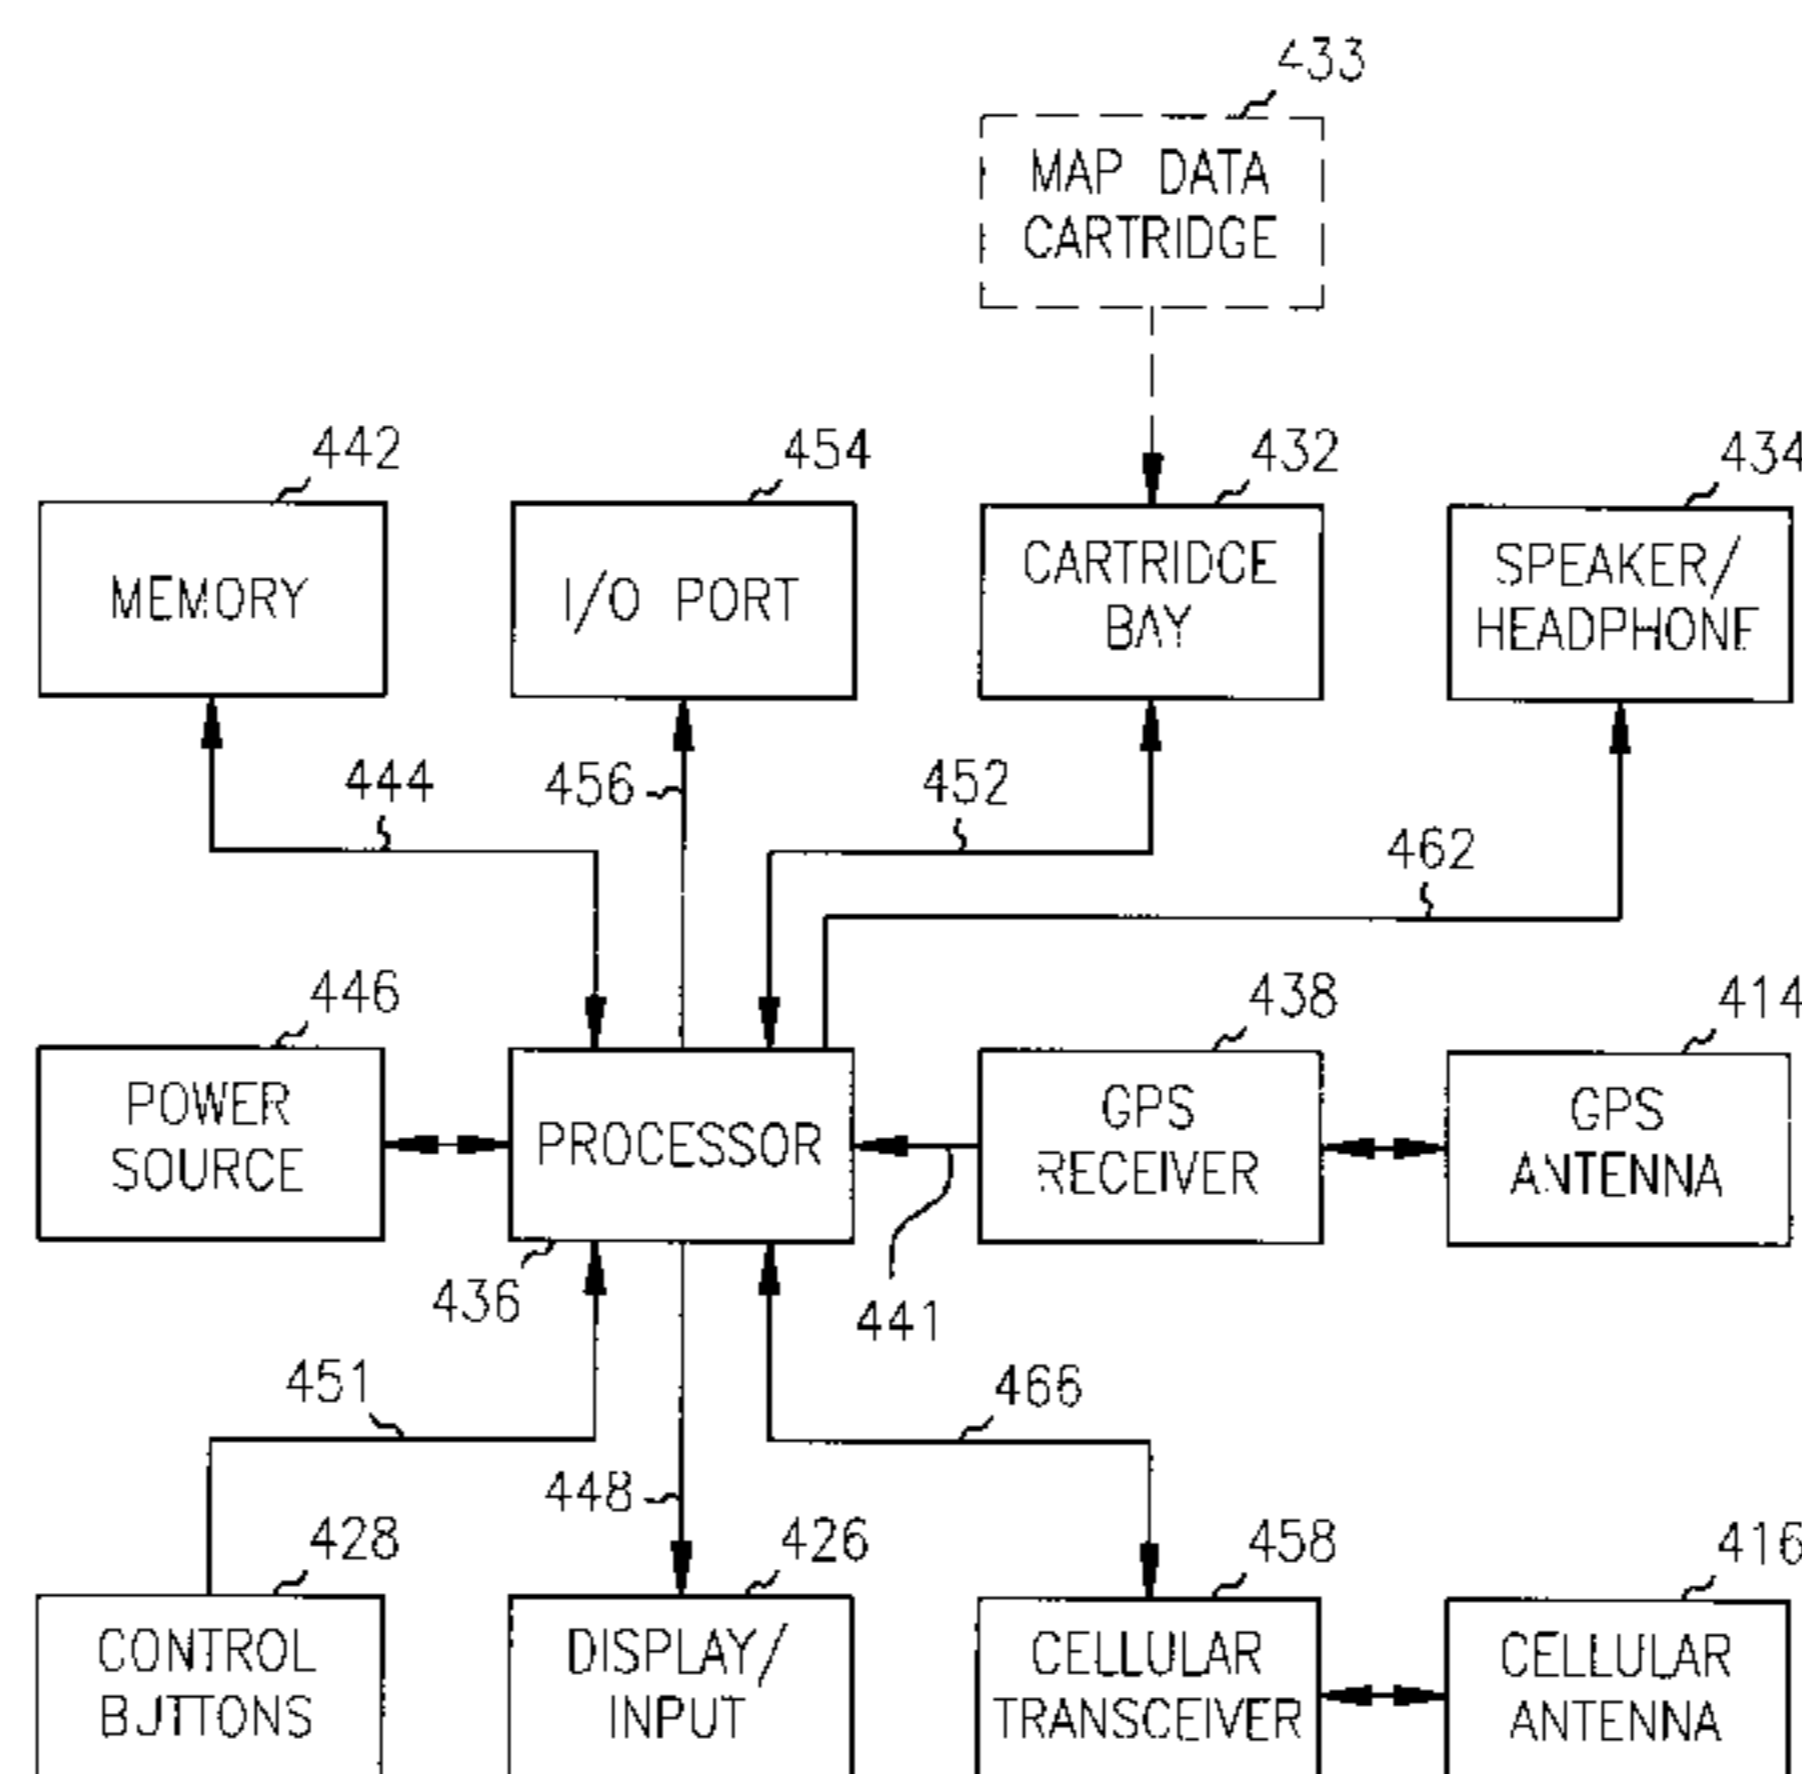 433
MAP DATA
CARTRIDGE
442
454
432
434
MEMORY
I/O PORT
CARTRIDGE
BAY
SPEAKER/
HEADPHONE
444
456
452
462
446
438
414
POWER
SOURCE
PROCESSOR
GPS
RECEIVER
GPS
ANTENNA
436
441
451
466
448
428
426
458
416
CONTROL
BUTTONS
DISPLAY/
INPUT
CELLULAR
TRANSCEIVER
CELLULAR
ANTENNA